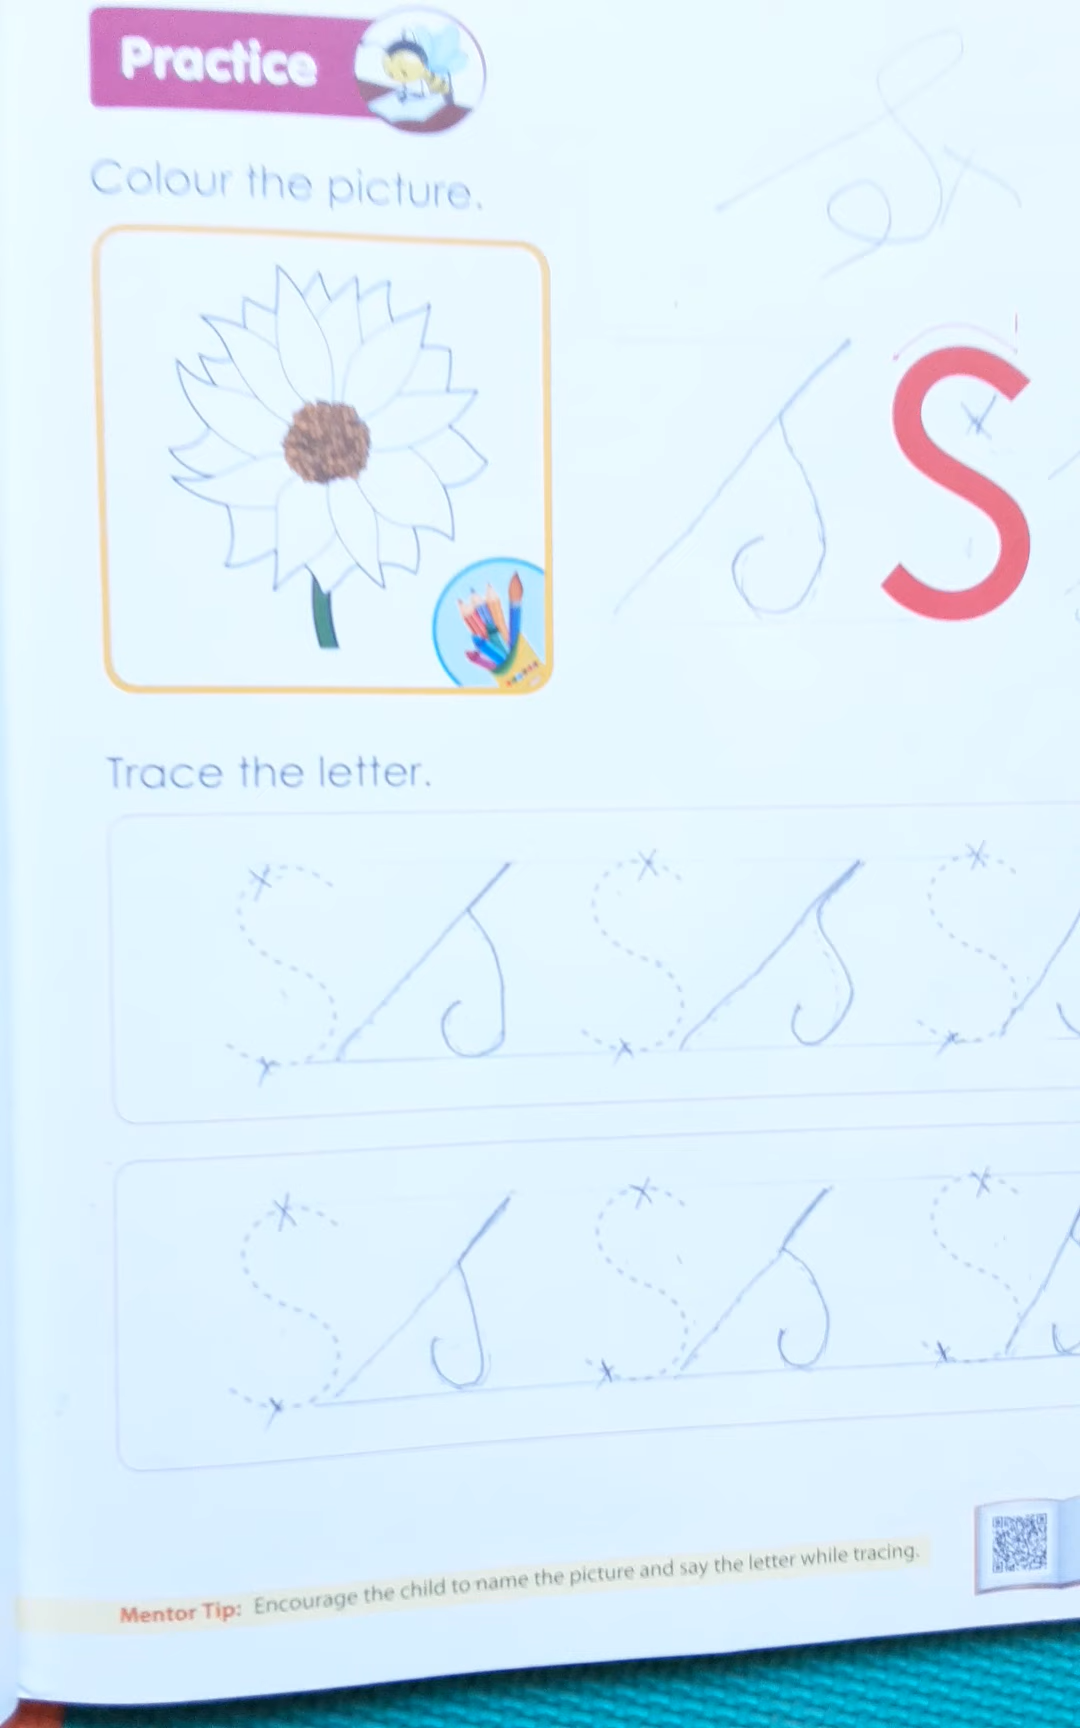 Practice
Colour the picture.
S
Trace the letter.
S S S
S S S
Mentor Tip: Encourage the child to name the picture and say the letter while tracing.